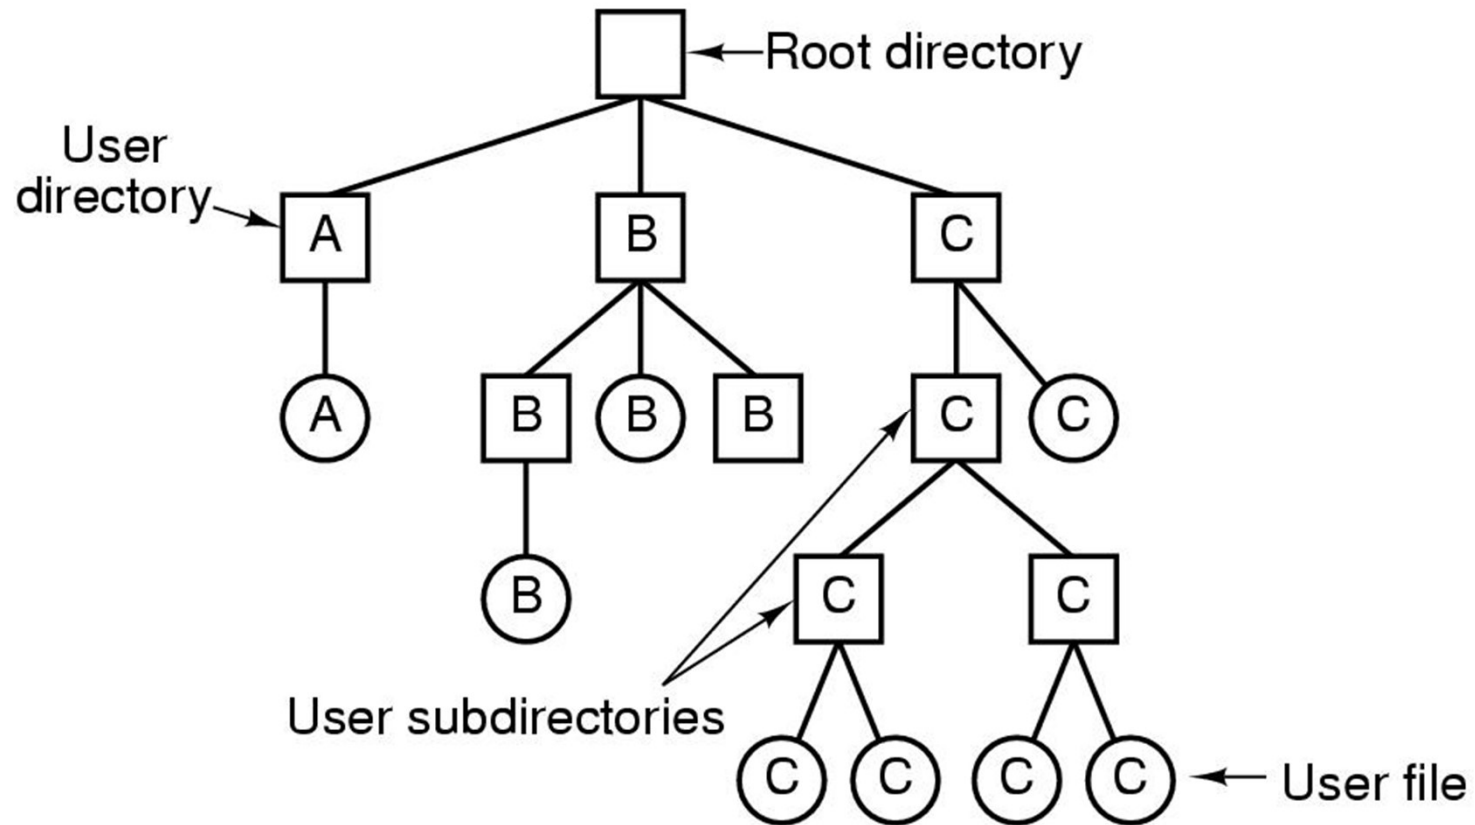 Root directory
User
directory
A B C
B B B C C
A
B C C
User subdirectories
C C C C
User file